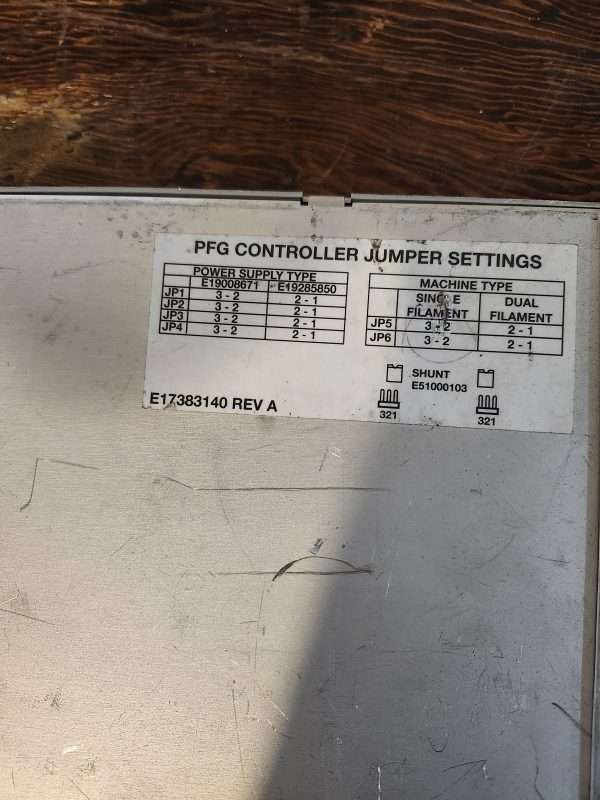 PFG CONTROLLER JUMPER SETTINGS
POWER SUPPLY TYPE
E19008671 E19285850
JP1 3 - 2 2 - 1
JP2 3 - 2 2 - 1
JP3 3 - 2 2 - 1
JP4 3 - 2 2 - 1
MACHINE TYPE
SINGLE FILAMENT DUAL FILAMENT
JP5 3 - 2 2 - 1
JP6 3 - 2 2 - 1
SHUNT
E51000103
321 321
E17383140 REV A